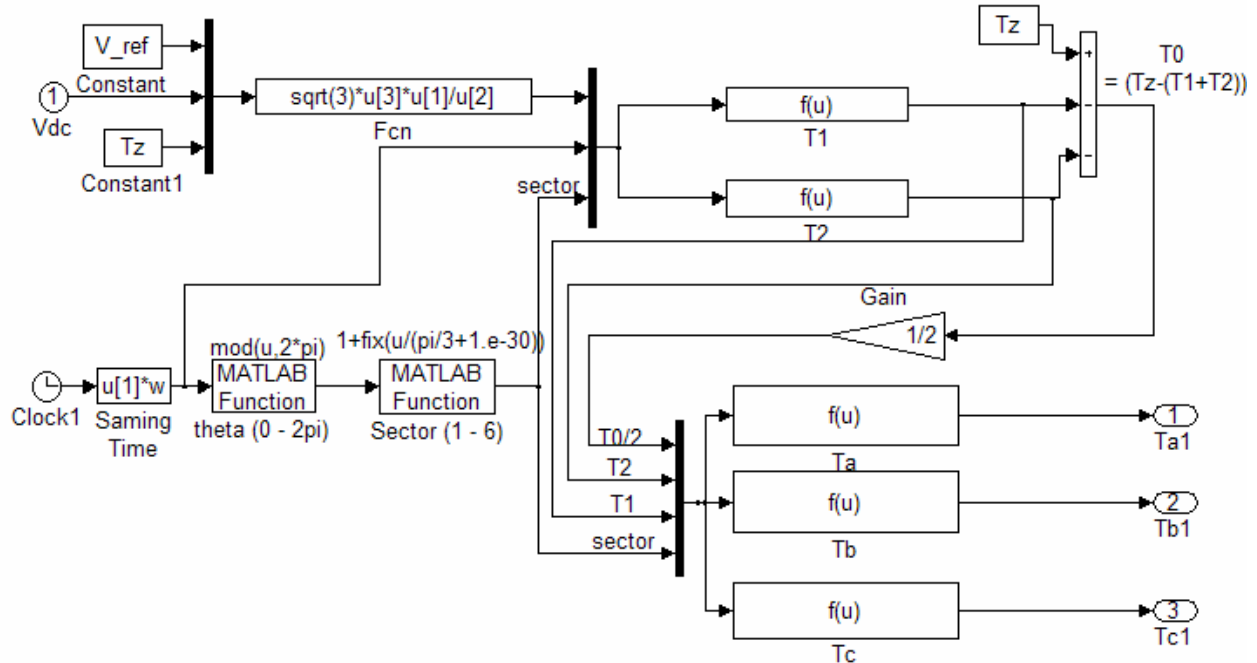 V_ref
Constant
1
Vdc
Tz
Constant1
sqrt(3)*u[3]*u[1]/u[2]
Fcn
sector
f(u)
T1
f(u)
T2
Tz
+
-
-
T0
= (Tz-(T1+T2))
Gain
1/2
Clock1
u[1]*w
Saming
Time
mod(u,2*pi)
MATLAB
Function
theta (0 - 2pi)
1+fix(u/(pi/3+1.e-30))
MATLAB
Function
Sector (1 - 6)
T0/2
T2
T1
sector
f(u)
Ta
1
Ta1
f(u)
Tb
2
Tb1
f(u)
Tc
3
Tc1